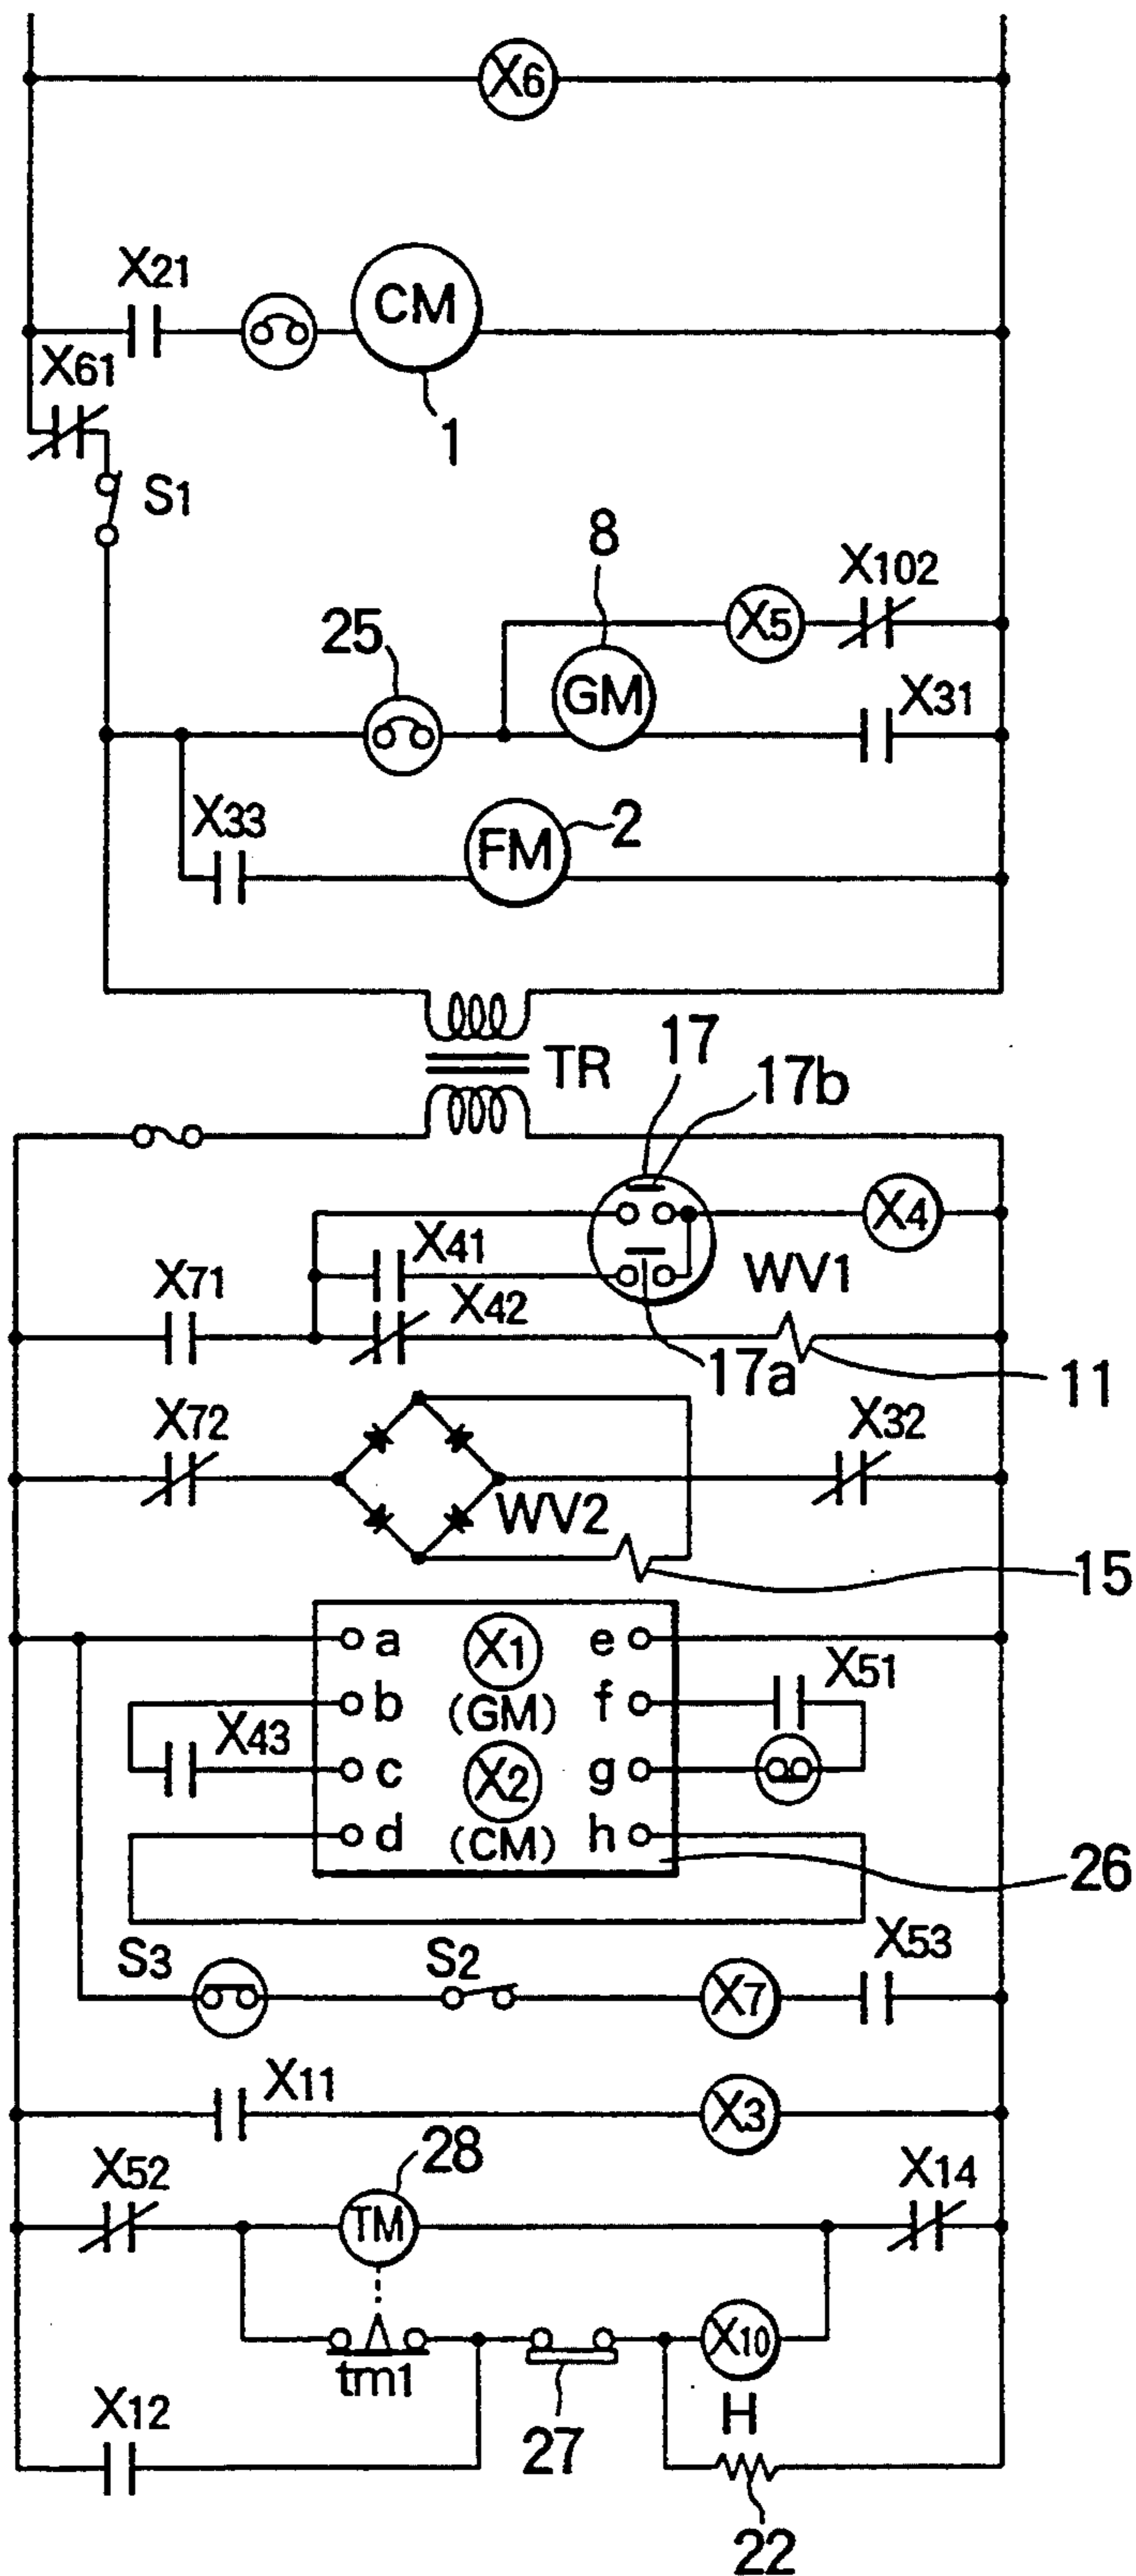 X6
X21
CM
X61
1
S1
8
X102
25
X5
GM
X31
X33
FM
2
TR
17
17b
X4
X41
WV1
X71
X42
17a
11
X72
X32
WV2
15
a X1 e
X51
b (GM) f
X43
c X2 g
d (CM) h
26
S3
S2
X53
X7
X11
X3
28
X52
X14
TM
X10
tm1
H
X12
27
22